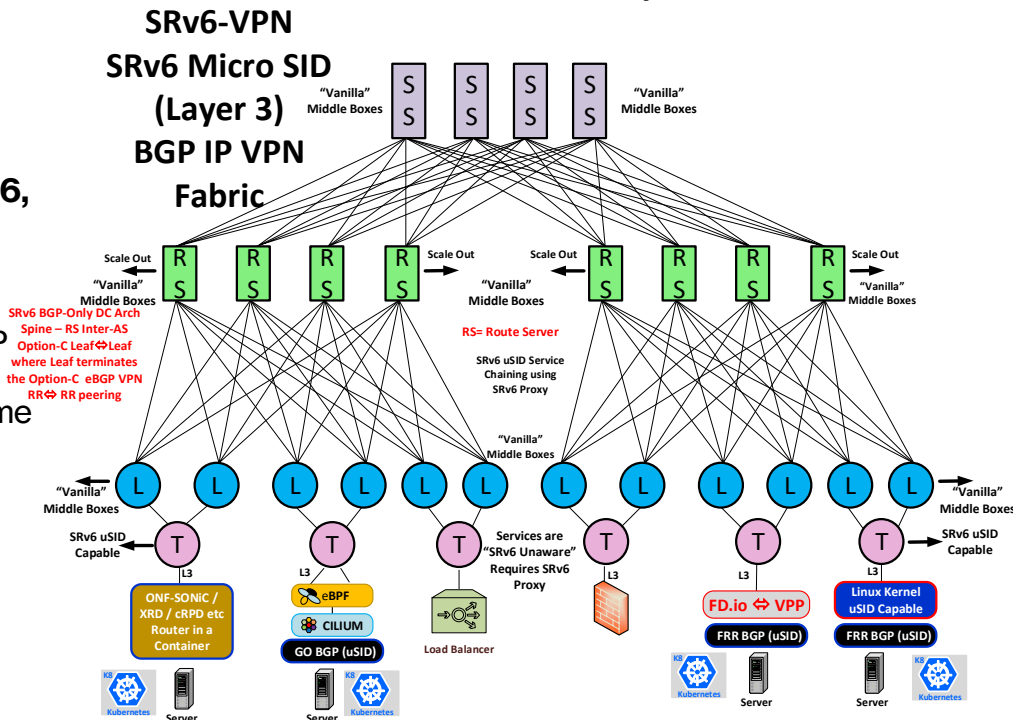 SRv6-VPN
SRv6 Micro SID
(Layer 3)
BGP IP VPN
Fabric
6,
P
me
“Vanilla”
Middle Boxes
S
S
S
S
S
S
S
S
“Vanilla”
Middle Boxes
Scale Out
R
S
R
S
R
S
R
S
Scale Out
Scale Out
R
S
R
S
R
S
R
S
Scale Out
“Vanilla”
Middle Boxes
“Vanilla”
Middle Boxes
“Vanilla”
Middle Boxes
SRv6 BGP-Only DC Arch
Spine – RS Inter-AS
Option-C Leaf⇔Leaf
where Leaf terminates
the Option-C eBGP VPN
RR⇔ RR peering
RS= Route Server
SRv6 uSID Service
Chaining using
SRv6 Proxy
“Vanilla”
Middle Boxes
L
L
L
L
L
L
L
L
L
L
L
L
“Vanilla”
Middle Boxes
“Vanilla”
Middle Boxes
SRv6 uSID
Capable
T
T
T
Services are
“SRv6 Unaware”
Requires SRv6
Proxy
T
T
T
SRv6 uSID
Capable
L3
L3
L3
L3
L3
ONF-SONiC /
XRD / cRPD etc
Router in a
Container
eBPF
CILIUM
GO BGP (uSID)
Load Balancer
FD.io ⇔ VPP
FRR BGP (uSID)
Linux Kernel
uSID Capable
FRR BGP (uSID)
K8
Kubernetes
Server
Server
K8
Kubernetes
K8
Kubernetes
Server
Server
K8
Kubernetes